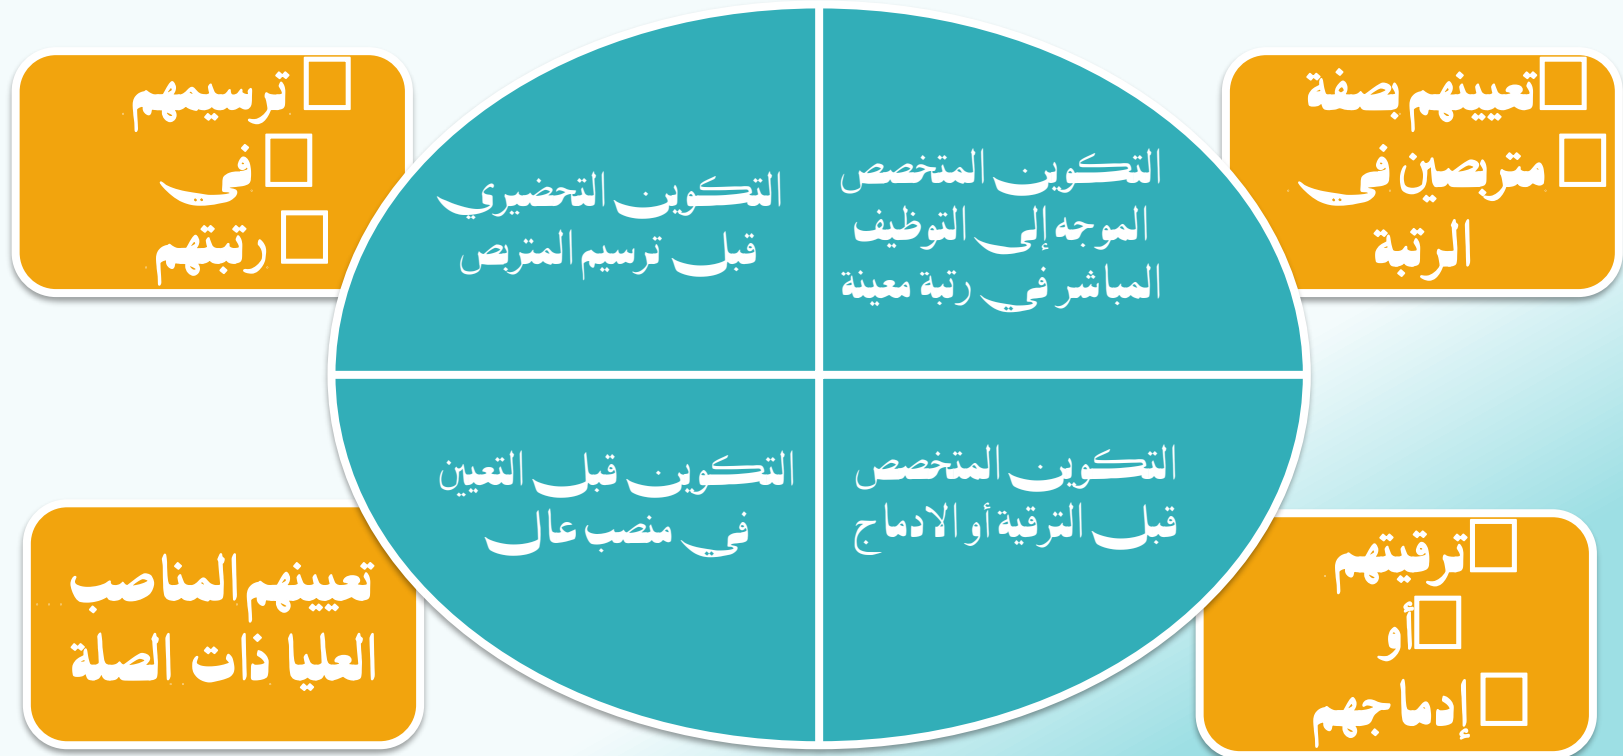 تعيينهم بصفة
متربصين في
الرتبة
التكوين المتخصص
الموجه إلى التوظيف
المباشر في رتبة معينة
التكوين التحضيري
قبل ترسيم المتربص
ترسيمهم
في
رتبتهم
التكوين المتخصص
قبل الترقية أو الادماج
ترقيتهم
أو
إدماجهم
التكوين قبل التعيين
في منصب عال
تعيينهم المناصب
العليا ذات الصلة